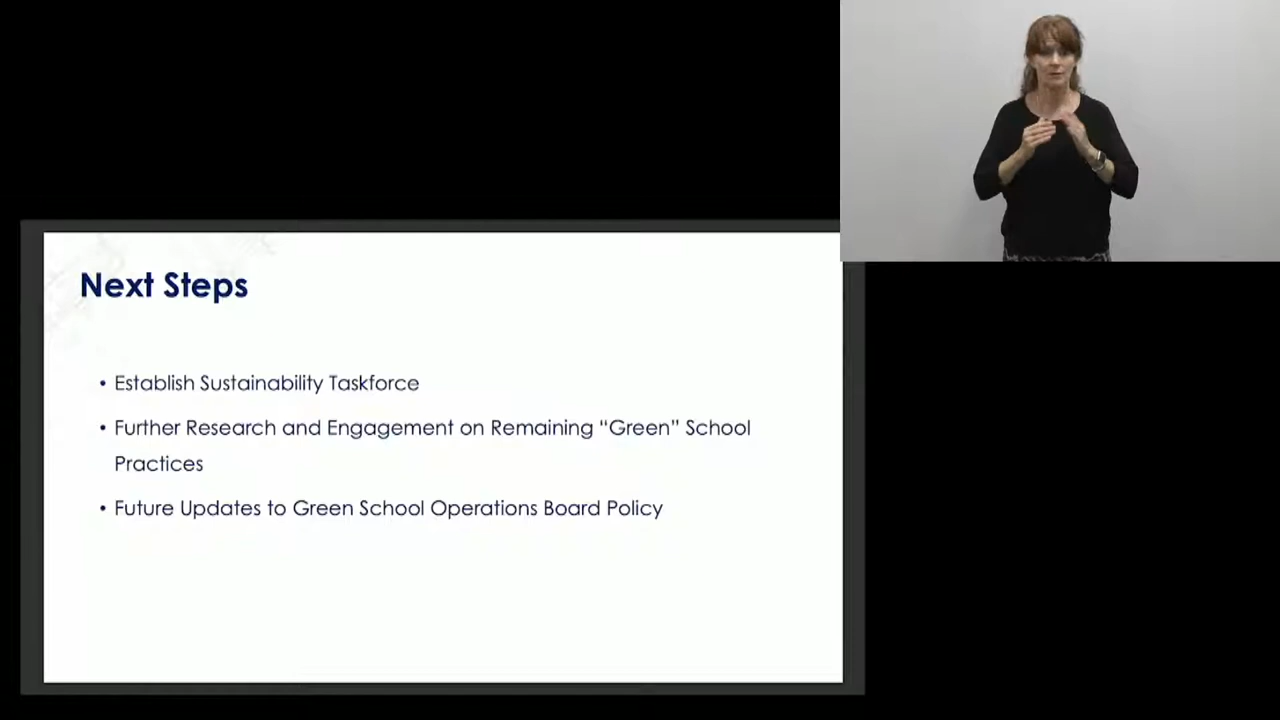 Next Steps
• Establish Sustainability Taskforce
• Further Research and Engagement on Remaining “Green” School
Practices
• Future Updates to Green School Operations Board Policy